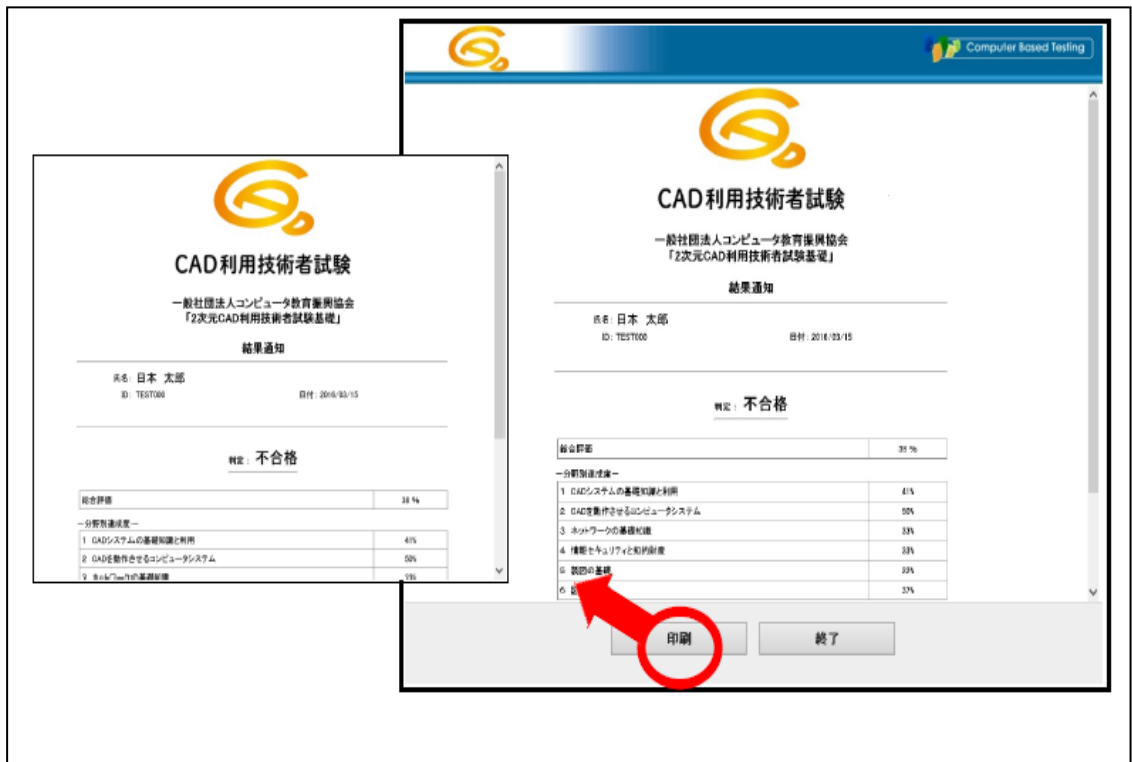 CAD利用技術者試験
一般社団法人コンピュータ教育振興協会
「2次元CAD利用技術者試験基礎」
結果通知
氏名: 日本 太郎
ID: TEST000 日付: 2016/03/15
判定: 不合格
総合評価 38 %
−分野別達成度−
1 CADシステムの基礎知識と利用 41%
2 CADを動作させるコンピュータシステム 50%
3 ネットワークの基礎知識 33%
Computer Based Testing
CAD利用技術者試験
一般社団法人コンピュータ教育振興協会
「2次元CAD利用技術者試験基礎」
結果通知
氏名: 日本 太郎
ID: TEST000 日付: 2016/03/15
判定: 不合格
総合評価 38 %
−分野別達成度−
1 CADシステムの基礎知識と利用 41%
2 CADを動作させるコンピュータシステム 50%
3 ネットワークの基礎知識 33%
4 情報セキュリティと知的財産 33%
5 製図の基礎 33%
6 37%
印刷 終了